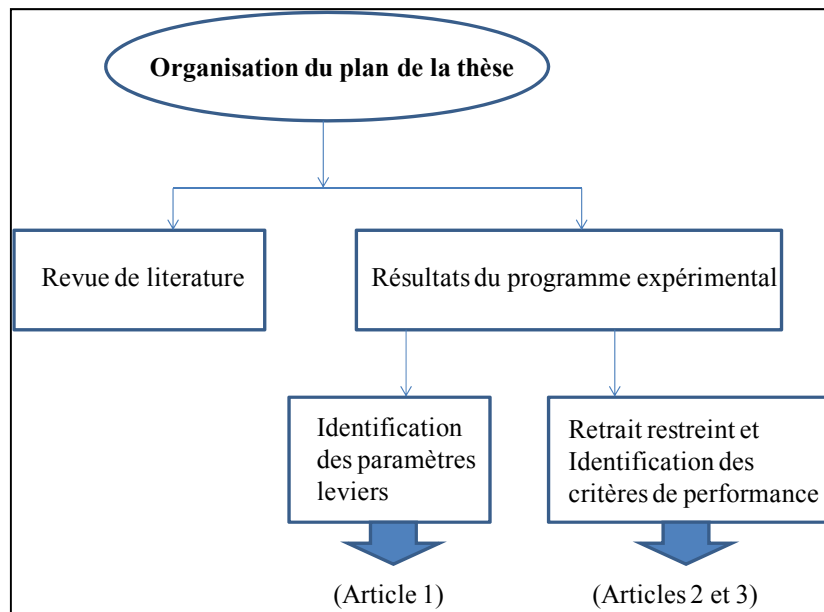 Organisation du plan de la thèse
Revue de literature
Résultats du programme expérimental
Identification
des paramètres
leviers
Retrait restreint et
Identification des
critères de performance
(Article 1)
(Articles 2 et 3)